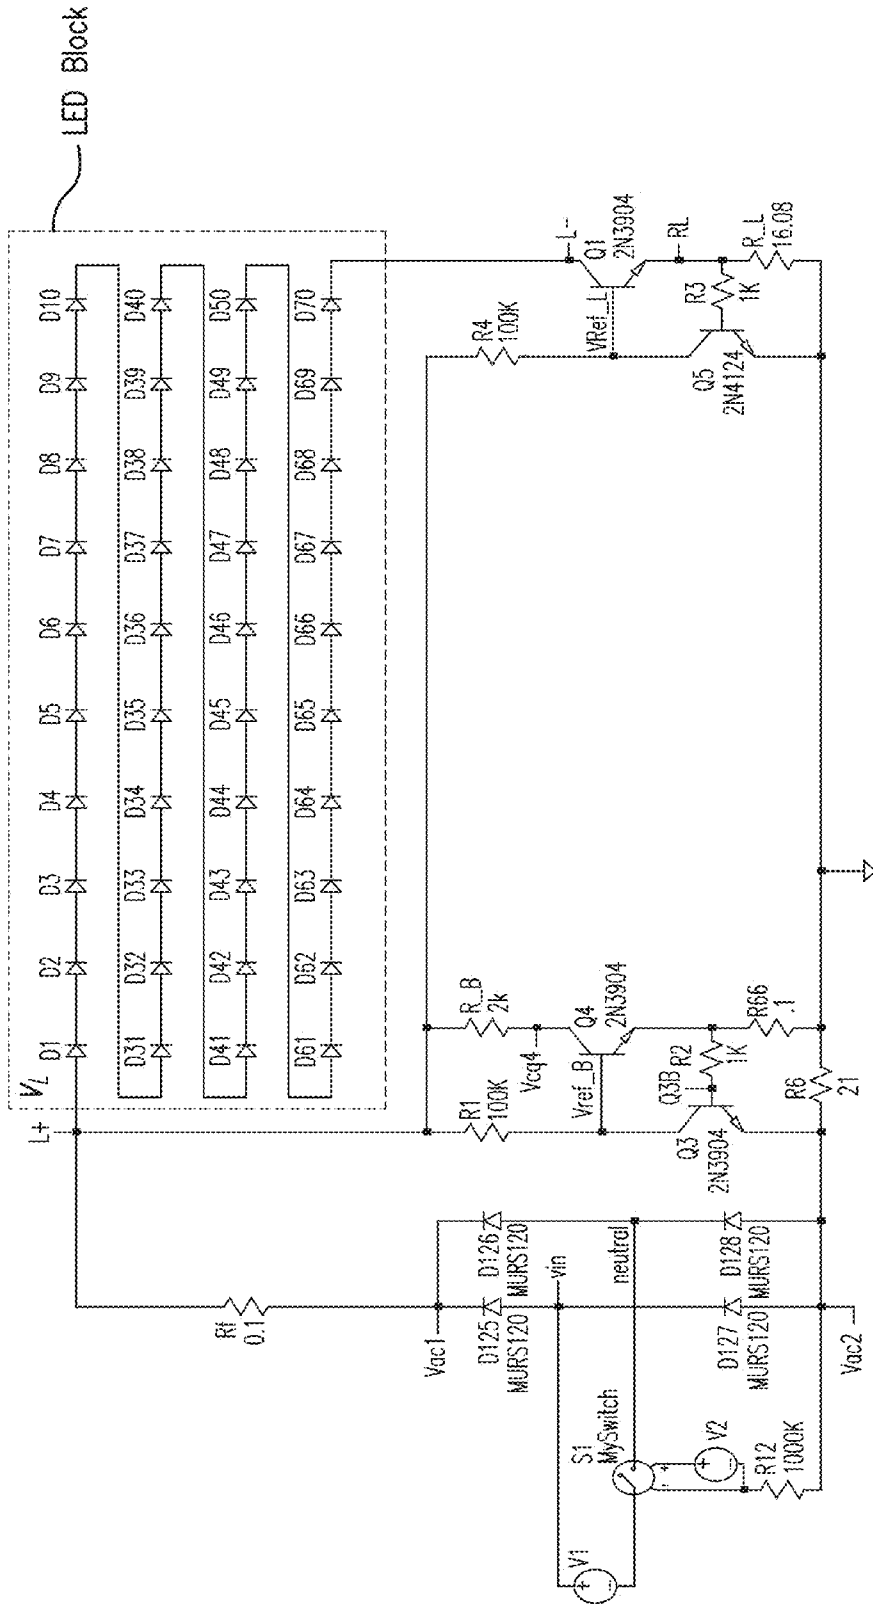 LED Block
VL
D1 D2 D3 D4 D5 D6 D7 D8 D9 D10
D31 D32 D33 D34 D35 D36 D37 D38 D39 D40
D41 D42 D43 D44 D45 D46 D47 D48 D49 D50
D61 D62 D63 D64 D65 D66 D67 D68 D69 D70
L+
L-
Rf
0.1
R1
100K
R_B
2k
R4
100K
Q1
2N3904
VRef_L
RL
Vcq4
Q4
2N3904
Vref_B
Q3B
R2
1K
R66
.1
Q3
2N3904
R6
21
Q5
2N4124
R3
1K
R_L
16.08
Vac1
D125
MURS120
D126
MURS120
vin
neutral
D127
MURS120
D128
MURS120
Vac2
S1
MySwitch
V1
+
-
+
-
V2
+
-
R12
1000K